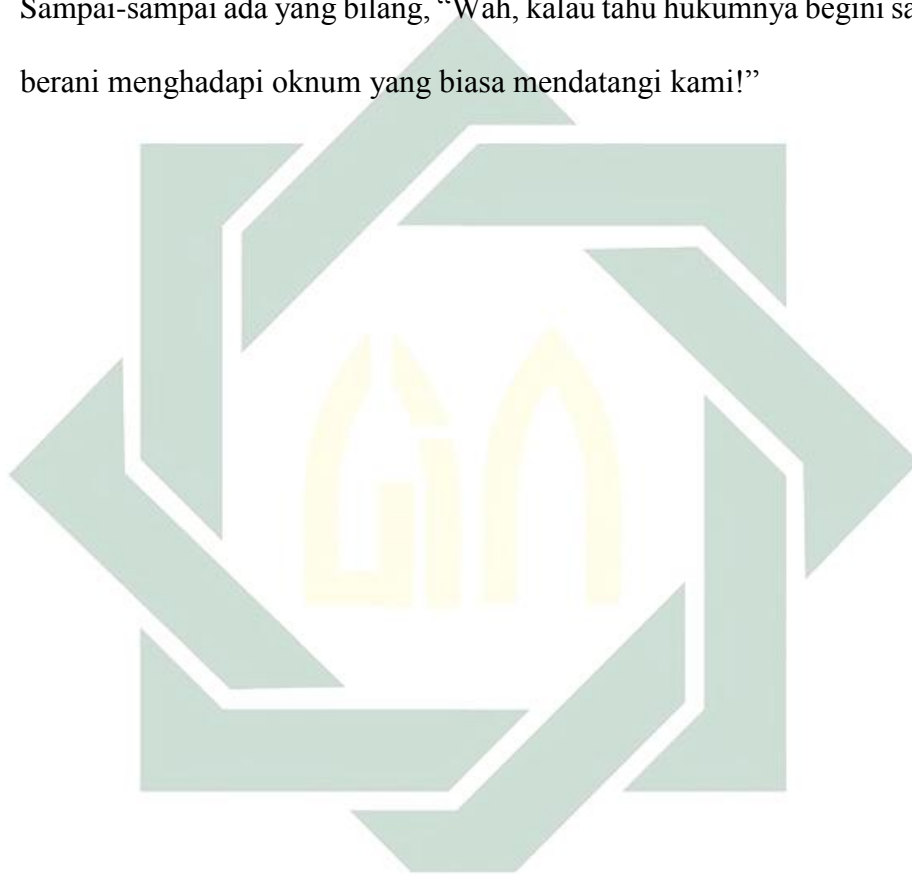 Sampai-sampai ada yang bilang, “Wah, kalau tahu hukumnya begini
berani menghadapi oknum yang biasa mendatangi kami!”